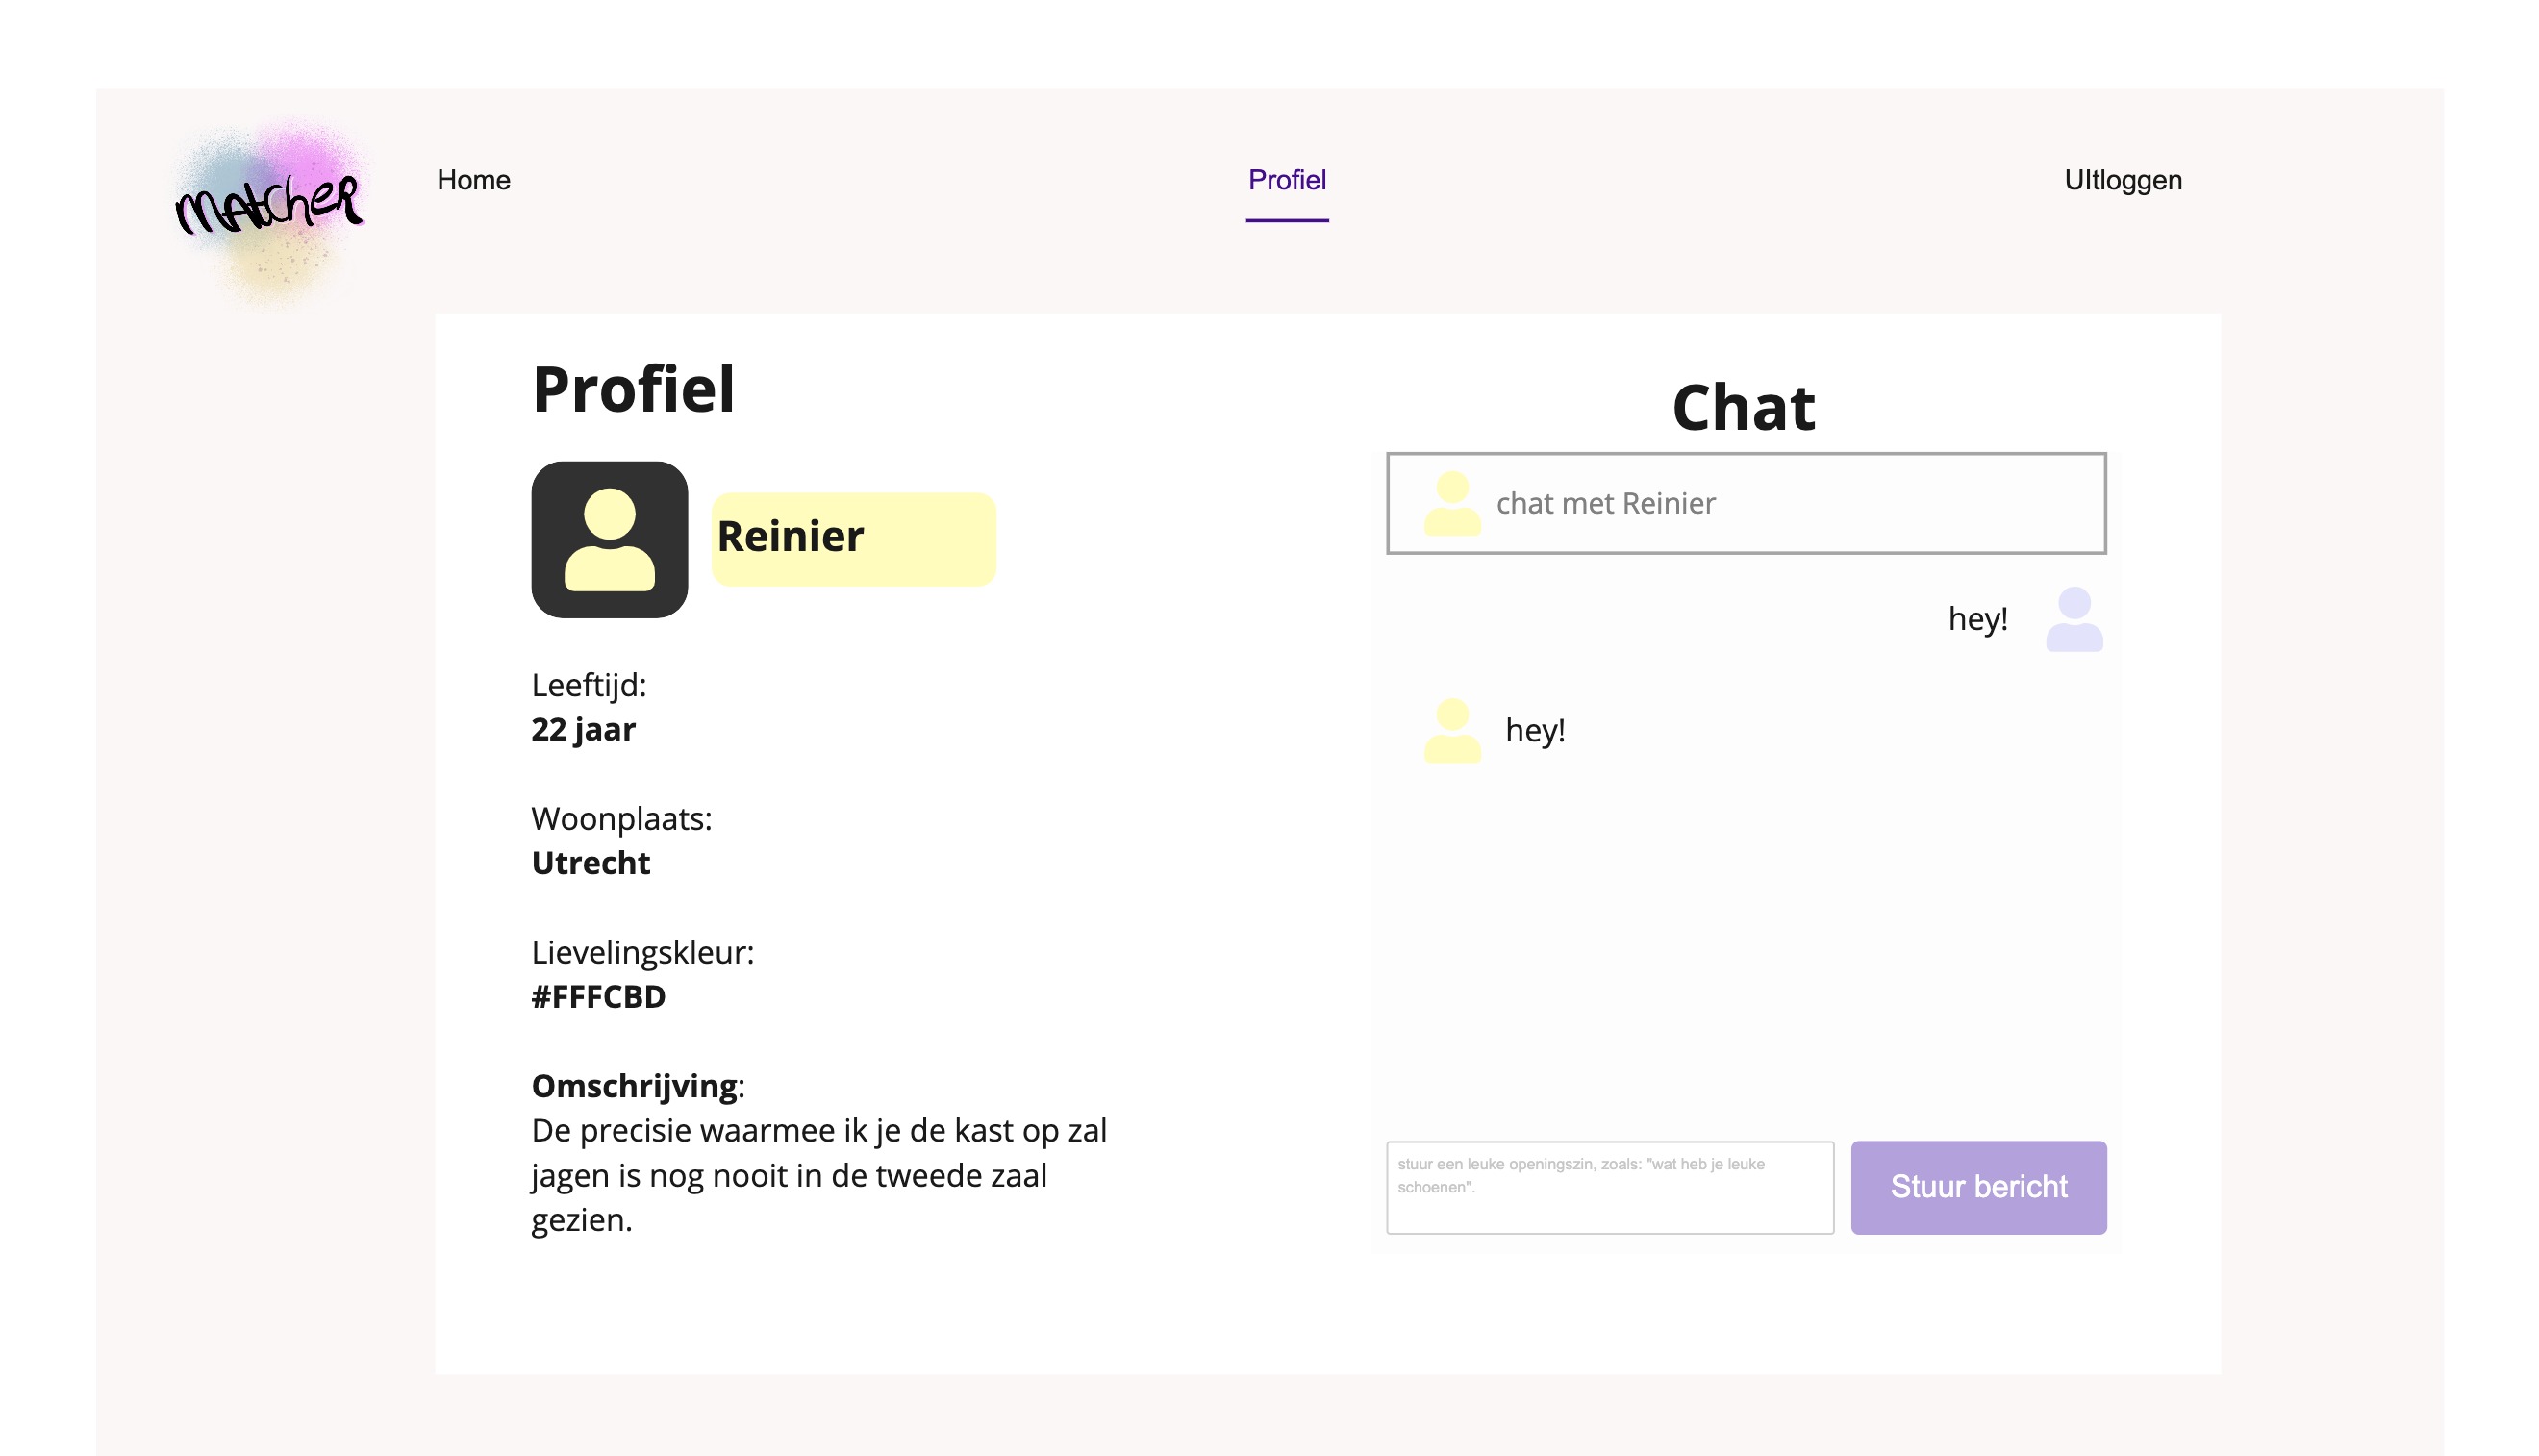 MAtcheR
Home
Profiel
UItloggen
Profiel
Reinier
Leeftijd:
22 jaar
Woonplaats:
Utrecht
Lievelingskleur:
#FFFCBD
Omschrijving:
De precisie waarmee ik je de kast op zal
jagen is nog nooit in de tweede zaal
gezien.
Chat
chat met Reinier
hey!
hey!
stuur een leuke openingszin, zoals: "wat heb je leuke
schoenen".
Stuur bericht